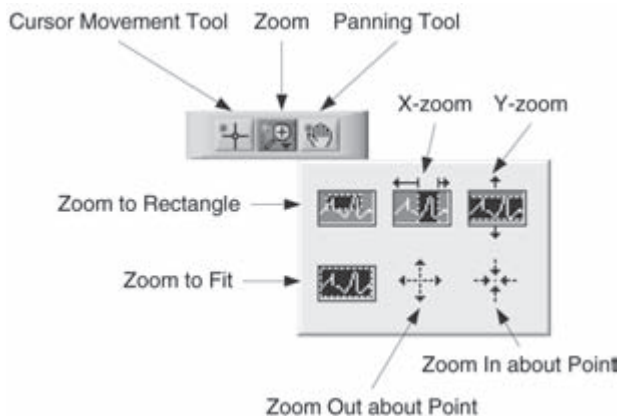 Cursor Movement Tool Zoom Panning Tool
X-zoom Y-zoom
Zoom to Rectangle
Zoom to Fit
Zoom In about Point
Zoom Out about Point